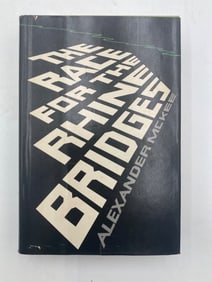 THE
RACE
FOR THE
RHINE
BRIDGES
ALEXANDER McKEE